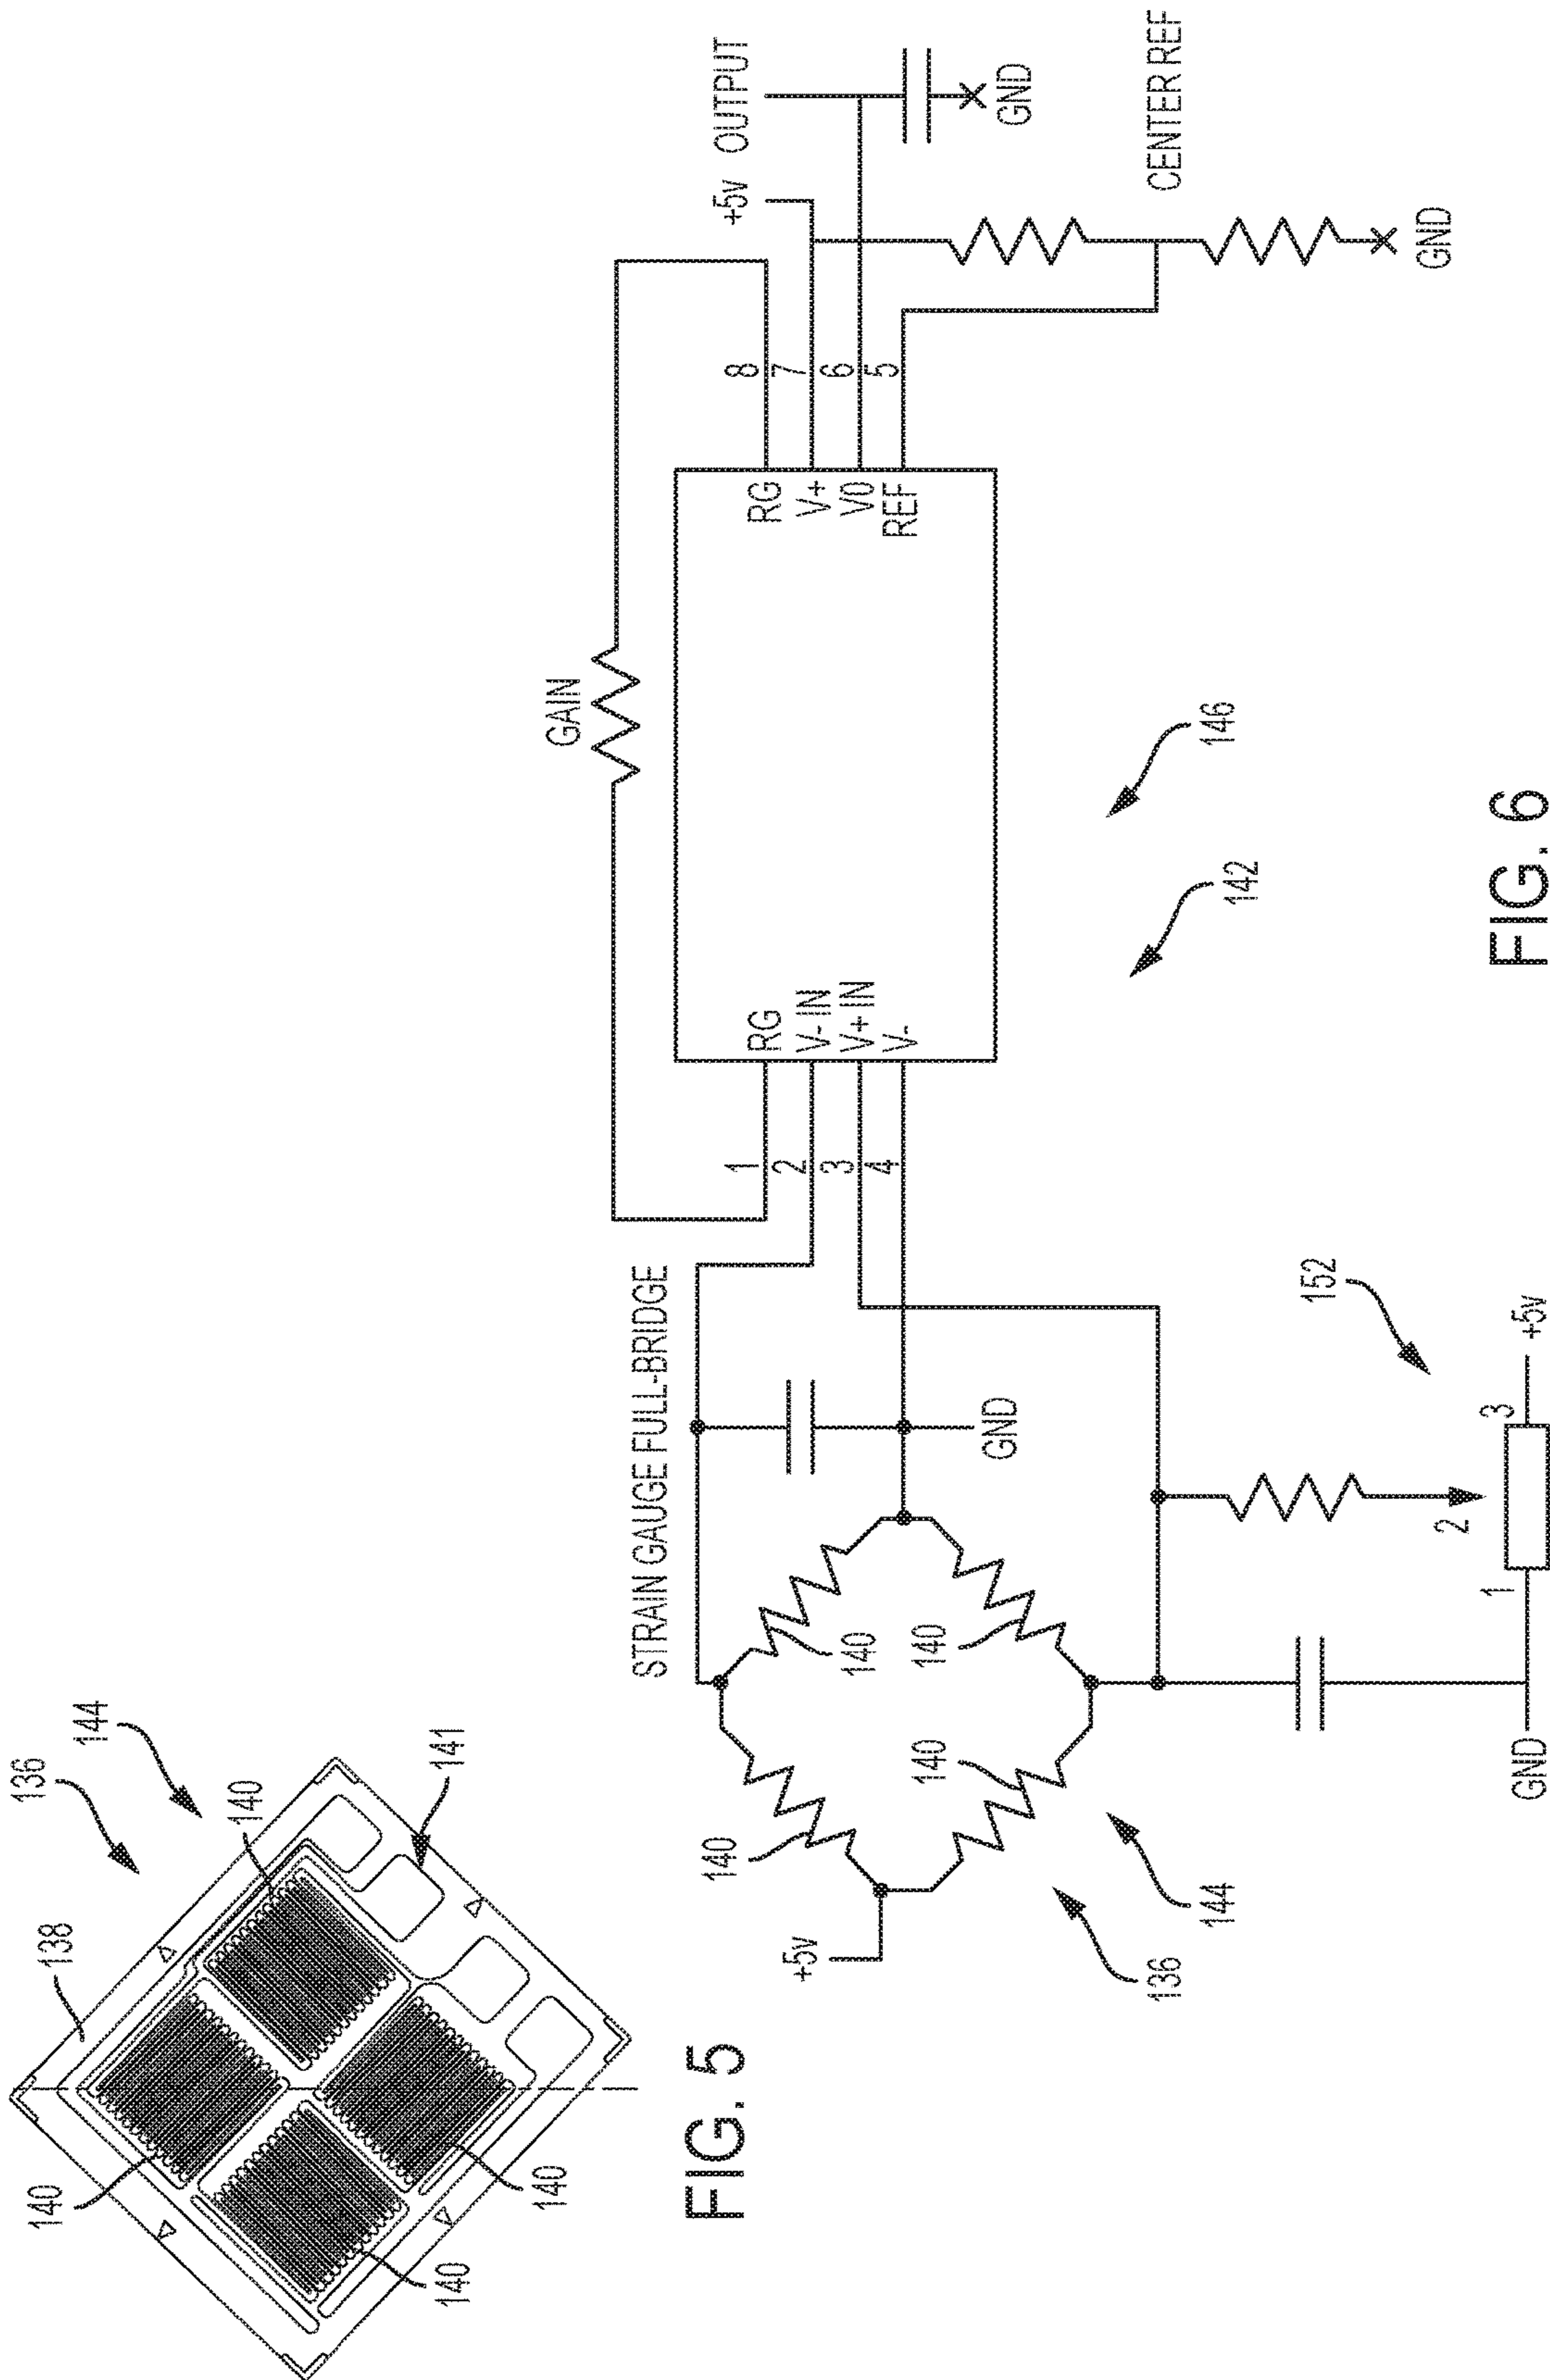 136
144
138
140
140
141
140
140
FIG. 5
STRAIN GAUGE FULL-BRIDGE
+5v
140
140
140
140
136
144
GND
GND
1
2
3
+5v
152
GAIN
1
2
3
4
RG
V- IN
V+ IN
V-
RG
V+
V0
REF
8
7
6
5
+5v
OUTPUT
GND
CENTER REF
GND
142
146
FIG. 6